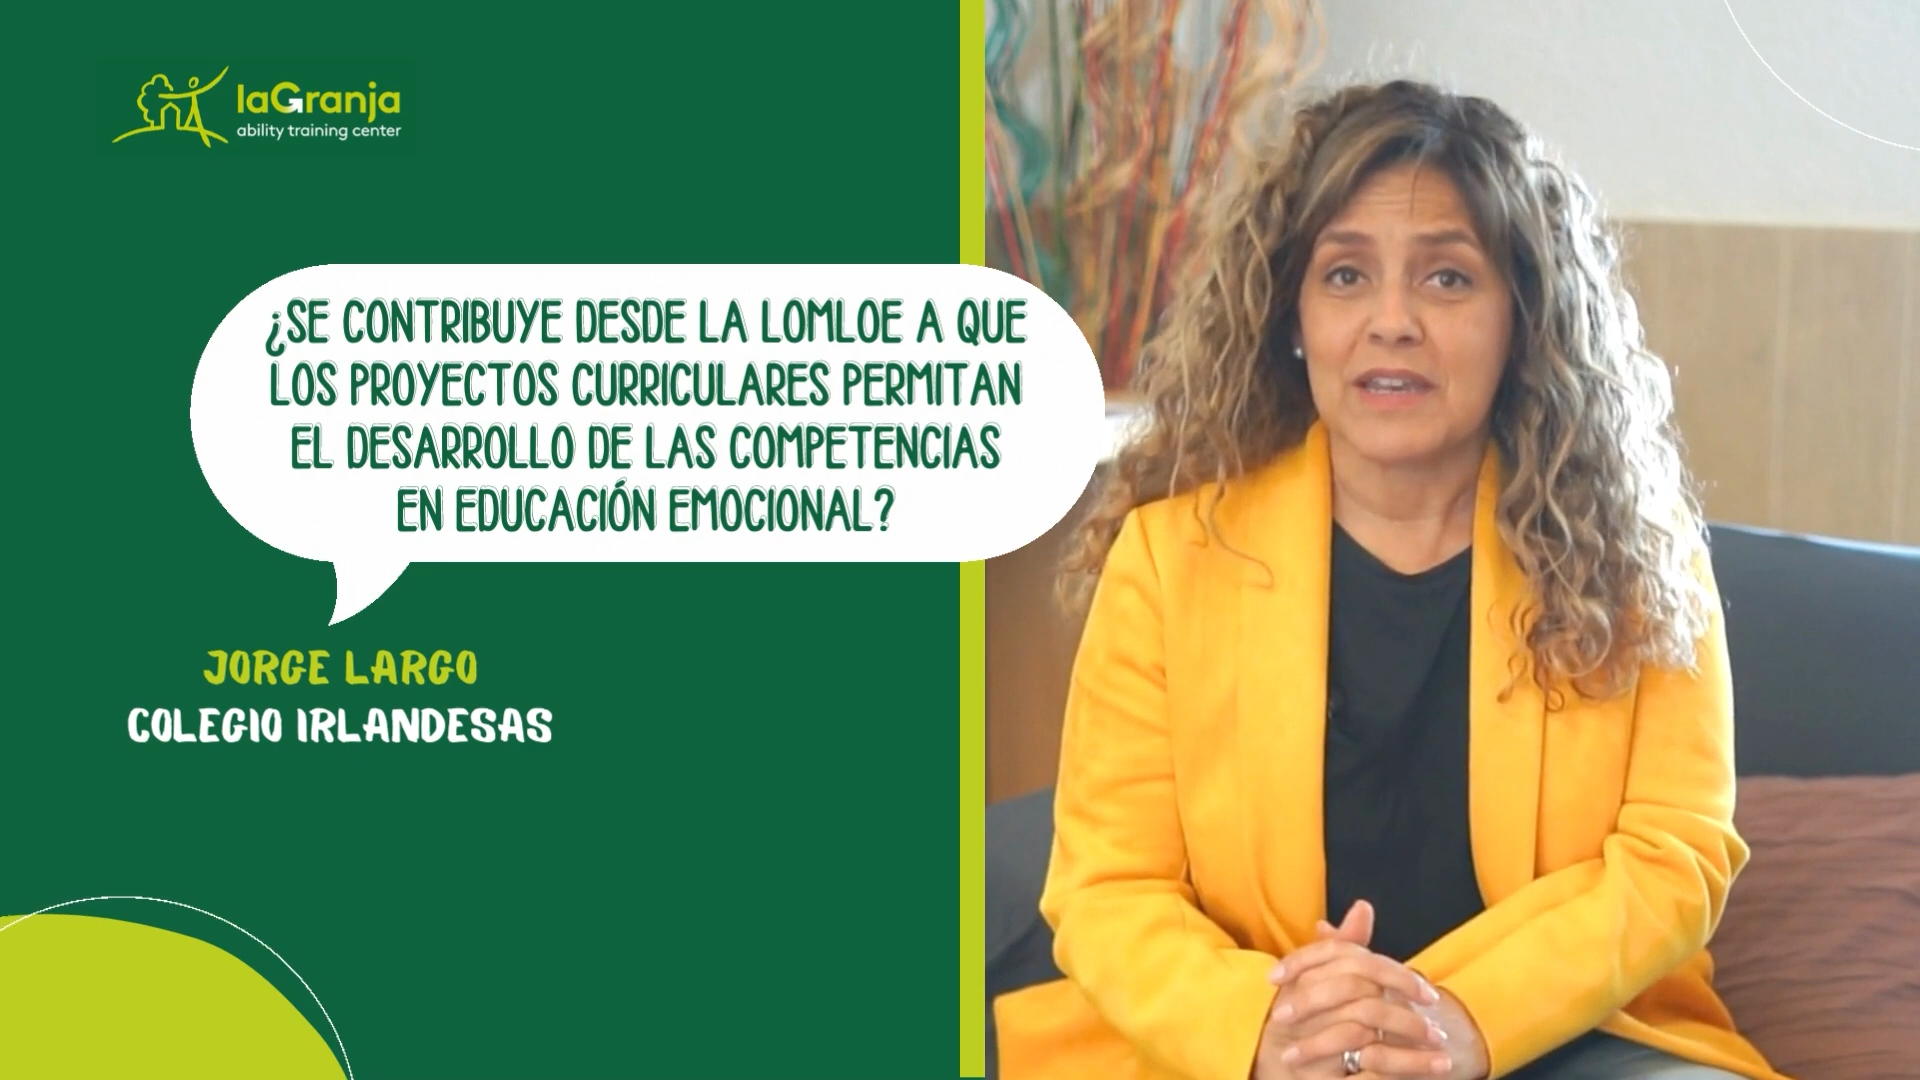 laGranja
ability training center
¿SE CONTRIBUYE DESDE LA LOMLOE A QUE
LOS PROYECTOS CURRICULARES PERMITAN
EL DESARROLLO DE LAS COMPETENCIAS
EN EDUCACIÓN EMOCIONAL?
JORGE LARGO
COLEGIO IRLANDESAS